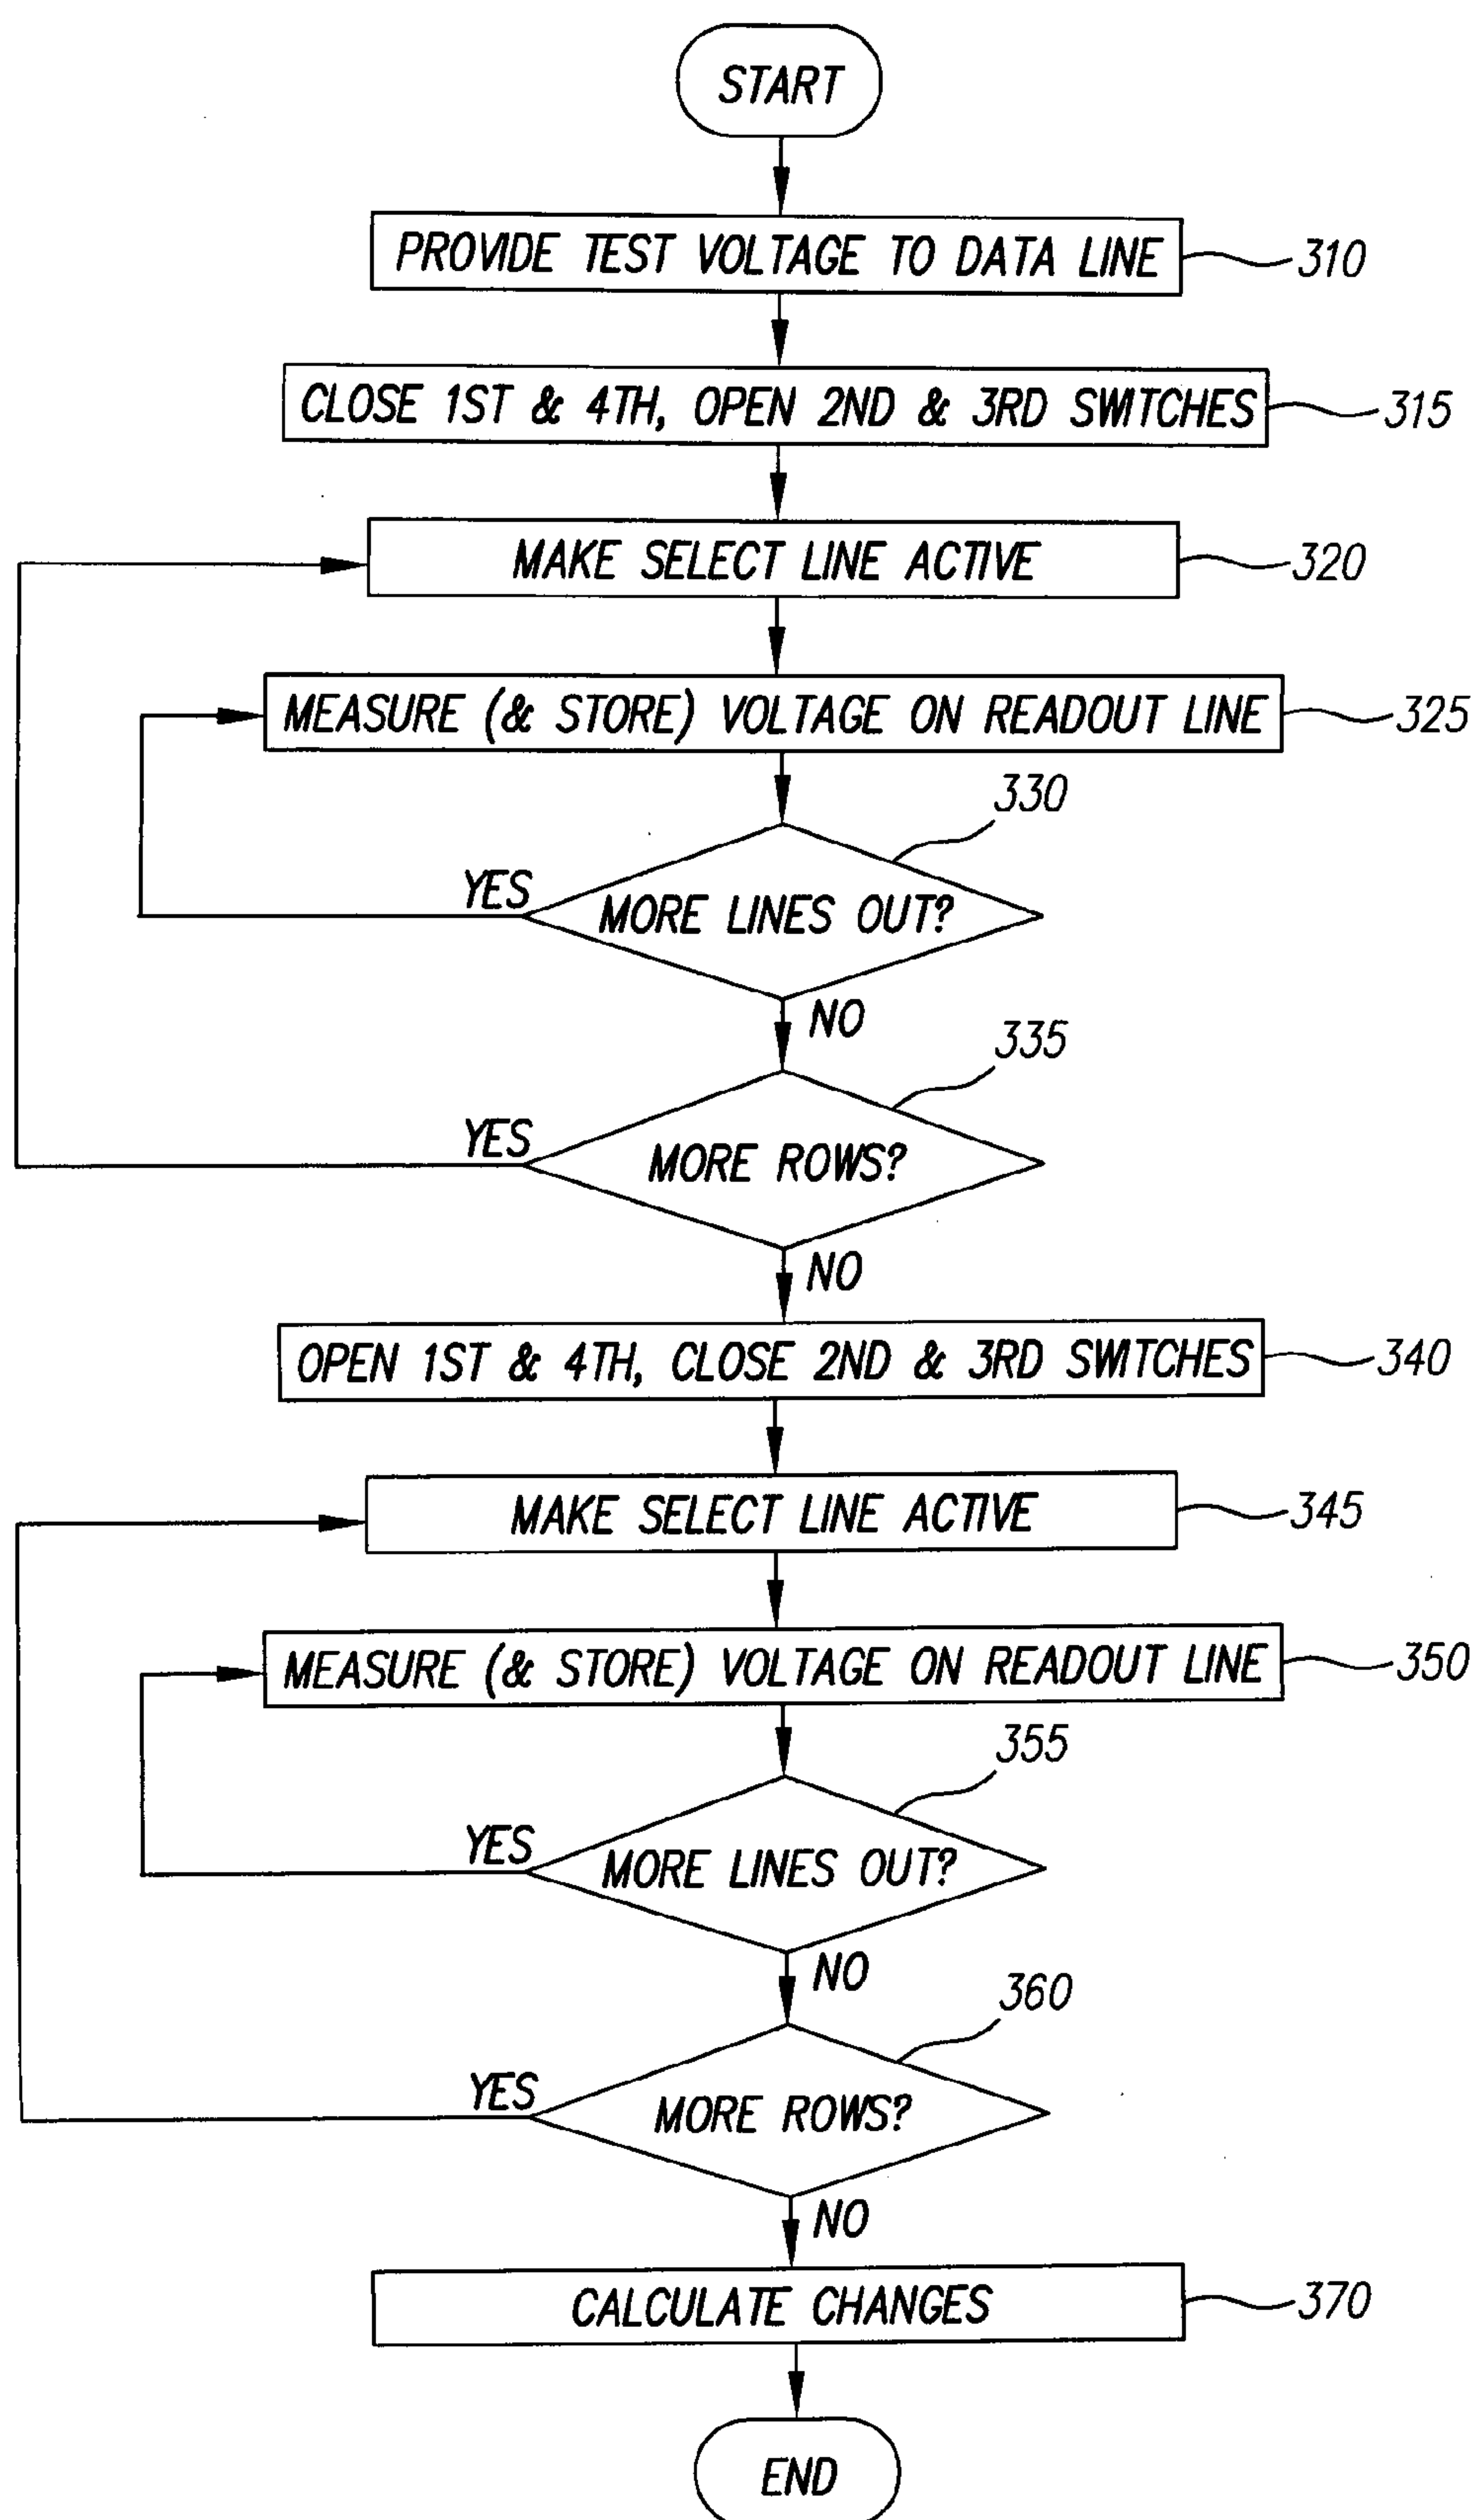 START
PROVIDE TEST VOLTAGE TO DATA LINE
310
CLOSE 1ST & 4TH, OPEN 2ND & 3RD SWITCHES
315
MAKE SELECT LINE ACTIVE
320
MEASURE (& STORE) VOLTAGE ON READOUT LINE
325
330
YES
MORE LINES OUT?
NO
335
YES
MORE ROWS?
NO
OPEN 1ST & 4TH, CLOSE 2ND & 3RD SWITCHES
340
MAKE SELECT LINE ACTIVE
345
MEASURE (& STORE) VOLTAGE ON READOUT LINE
350
355
YES
MORE LINES OUT?
NO
360
YES
MORE ROWS?
NO
CALCULATE CHANGES
370
END